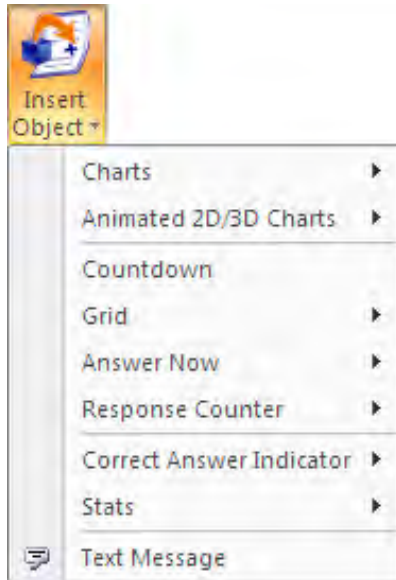 Insert
Object
Charts
Animated 2D/3D Charts
Countdown
Grid
Answer Now
Response Counter
Correct Answer Indicator
Stats
Text Message